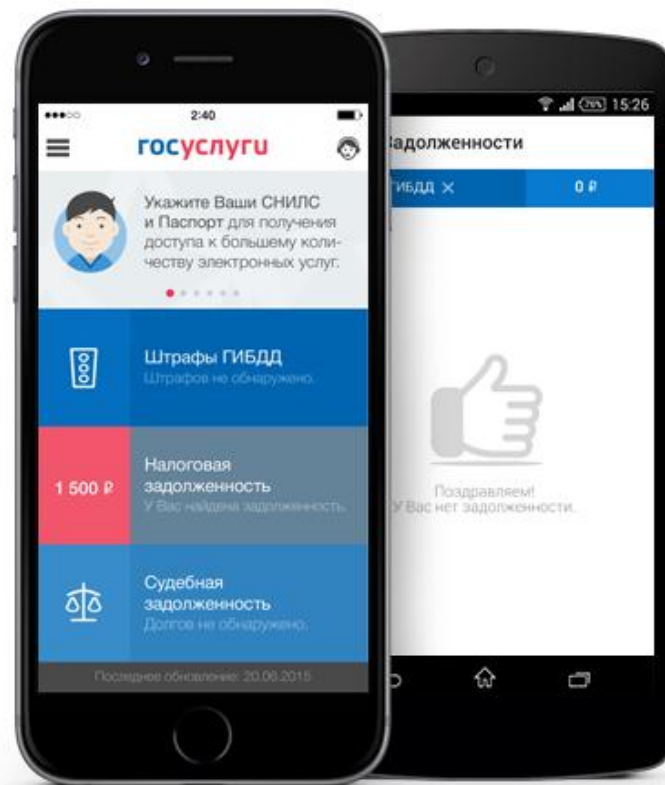 2:40
госуслуги
Укажите Ваши СНИЛС
и Паспорт для получения
доступа к большему коли-
честву электронных услуг.
Штрафы ГИБДД
Штрафов не обнаружено.
1 500 ₽
Налоговая
задолженность
У Вас найдена задолженность.
Судебная
задолженность
Долгов не обнаружено.
Последнее обновление: 20.06.2015
76% 15:26
Задолженности
ГИБДД × 0 ₽
Поздравляем!
У Вас нет задолженности.